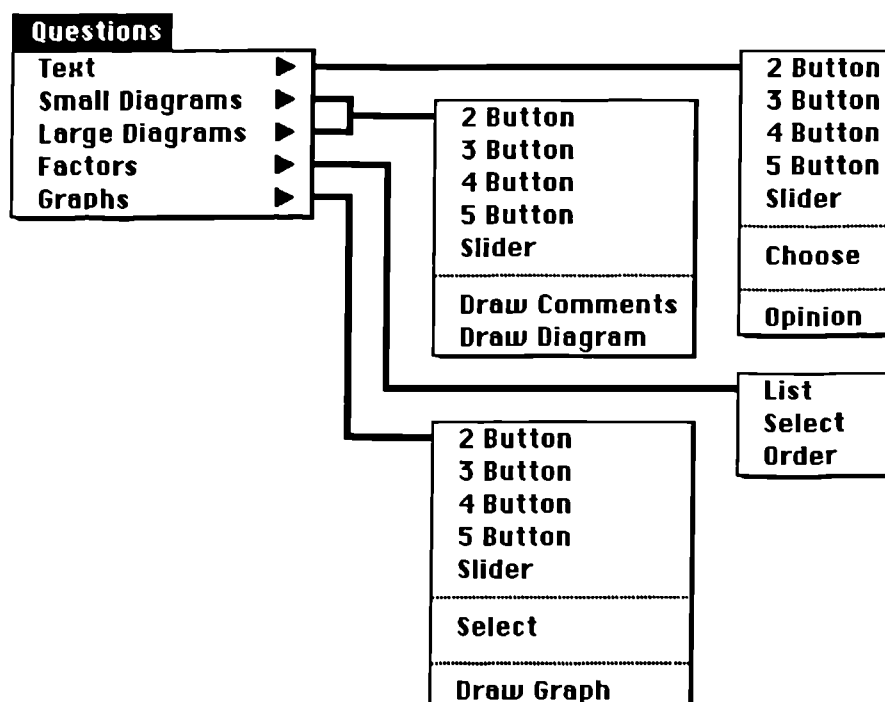 Questions
Text
Small Diagrams
Large Diagrams
Factors
Graphs
2 Button
3 Button
4 Button
5 Button
Slider
Choose
Opinion
2 Button
3 Button
4 Button
5 Button
Slider
Draw Comments
Draw Diagram
List
Select
Order
2 Button
3 Button
4 Button
5 Button
Slider
Select
Draw Graph